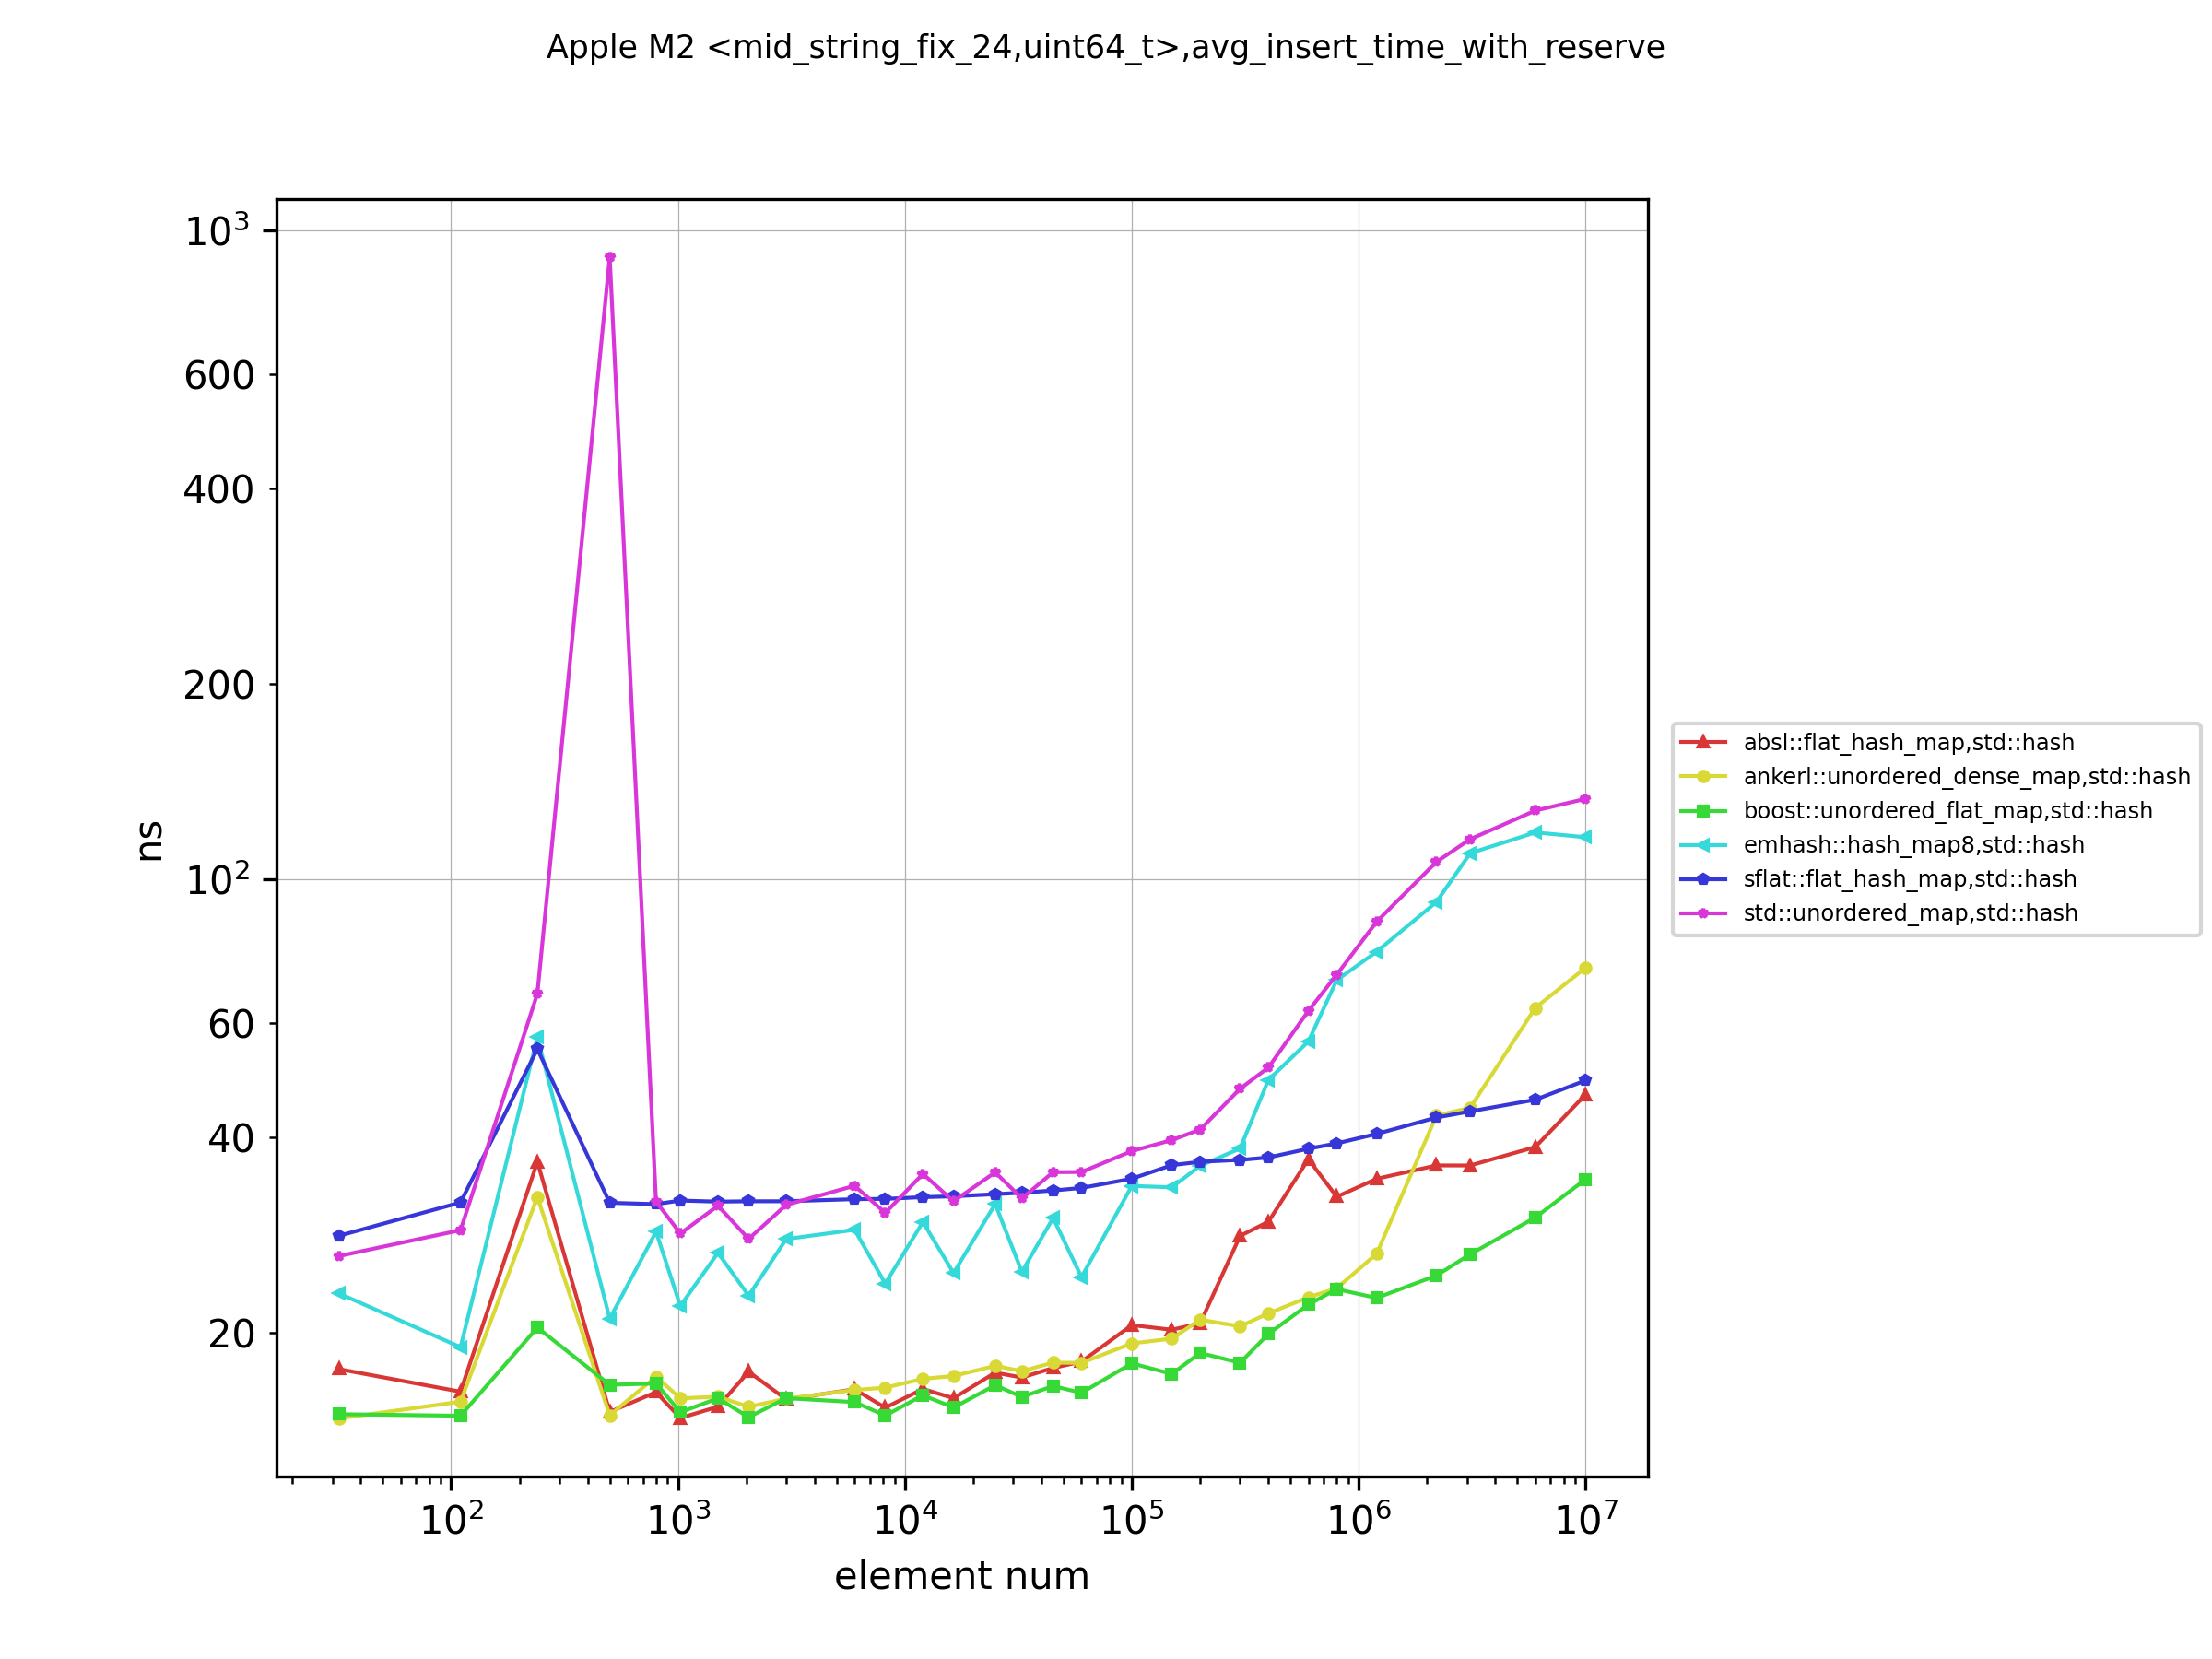 Apple M2 <mid_string_fix_24,uint64_t>,avg_insert_time_with_reserve
10³
600
400
200
10²
60
40
20
ns
10² 10³ 10⁴ 10⁵ 10⁶ 10⁷
element num
absl::flat_hash_map,std::hash
ankerl::unordered_dense_map,std::hash
boost::unordered_flat_map,std::hash
emhash::hash_map8,std::hash
sflat::flat_hash_map,std::hash
std::unordered_map,std::hash